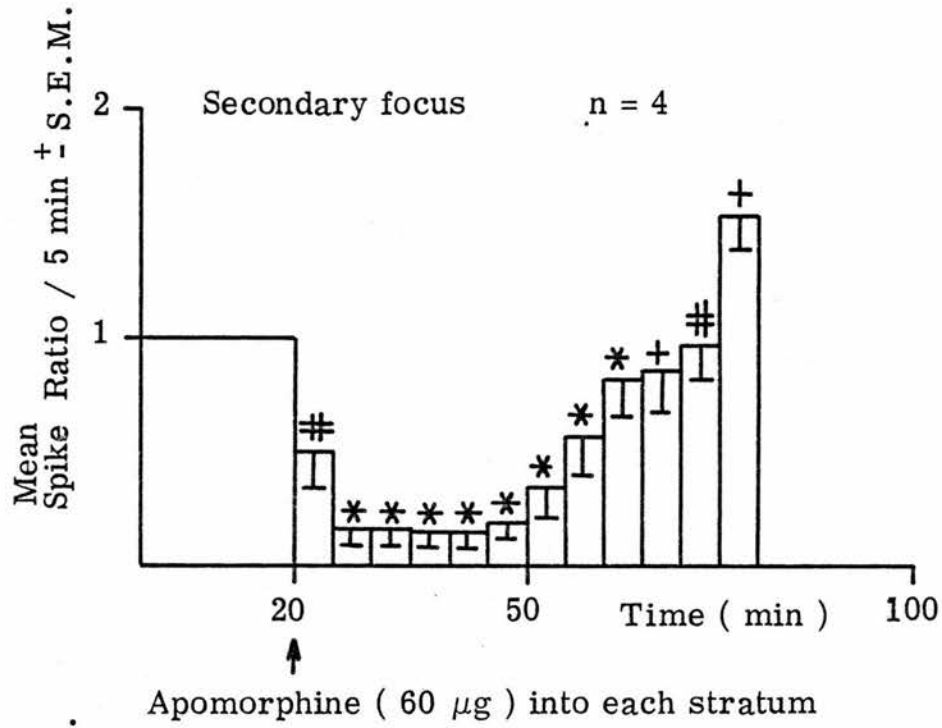 Mean
Spike Ratio / 5 min ± S.E.M.
2
Secondary focus n = 4
1
‡ * * * * * * * * + ‡ +
20 50 Time ( min ) 100
Apomorphine ( 60 µg ) into each stratum